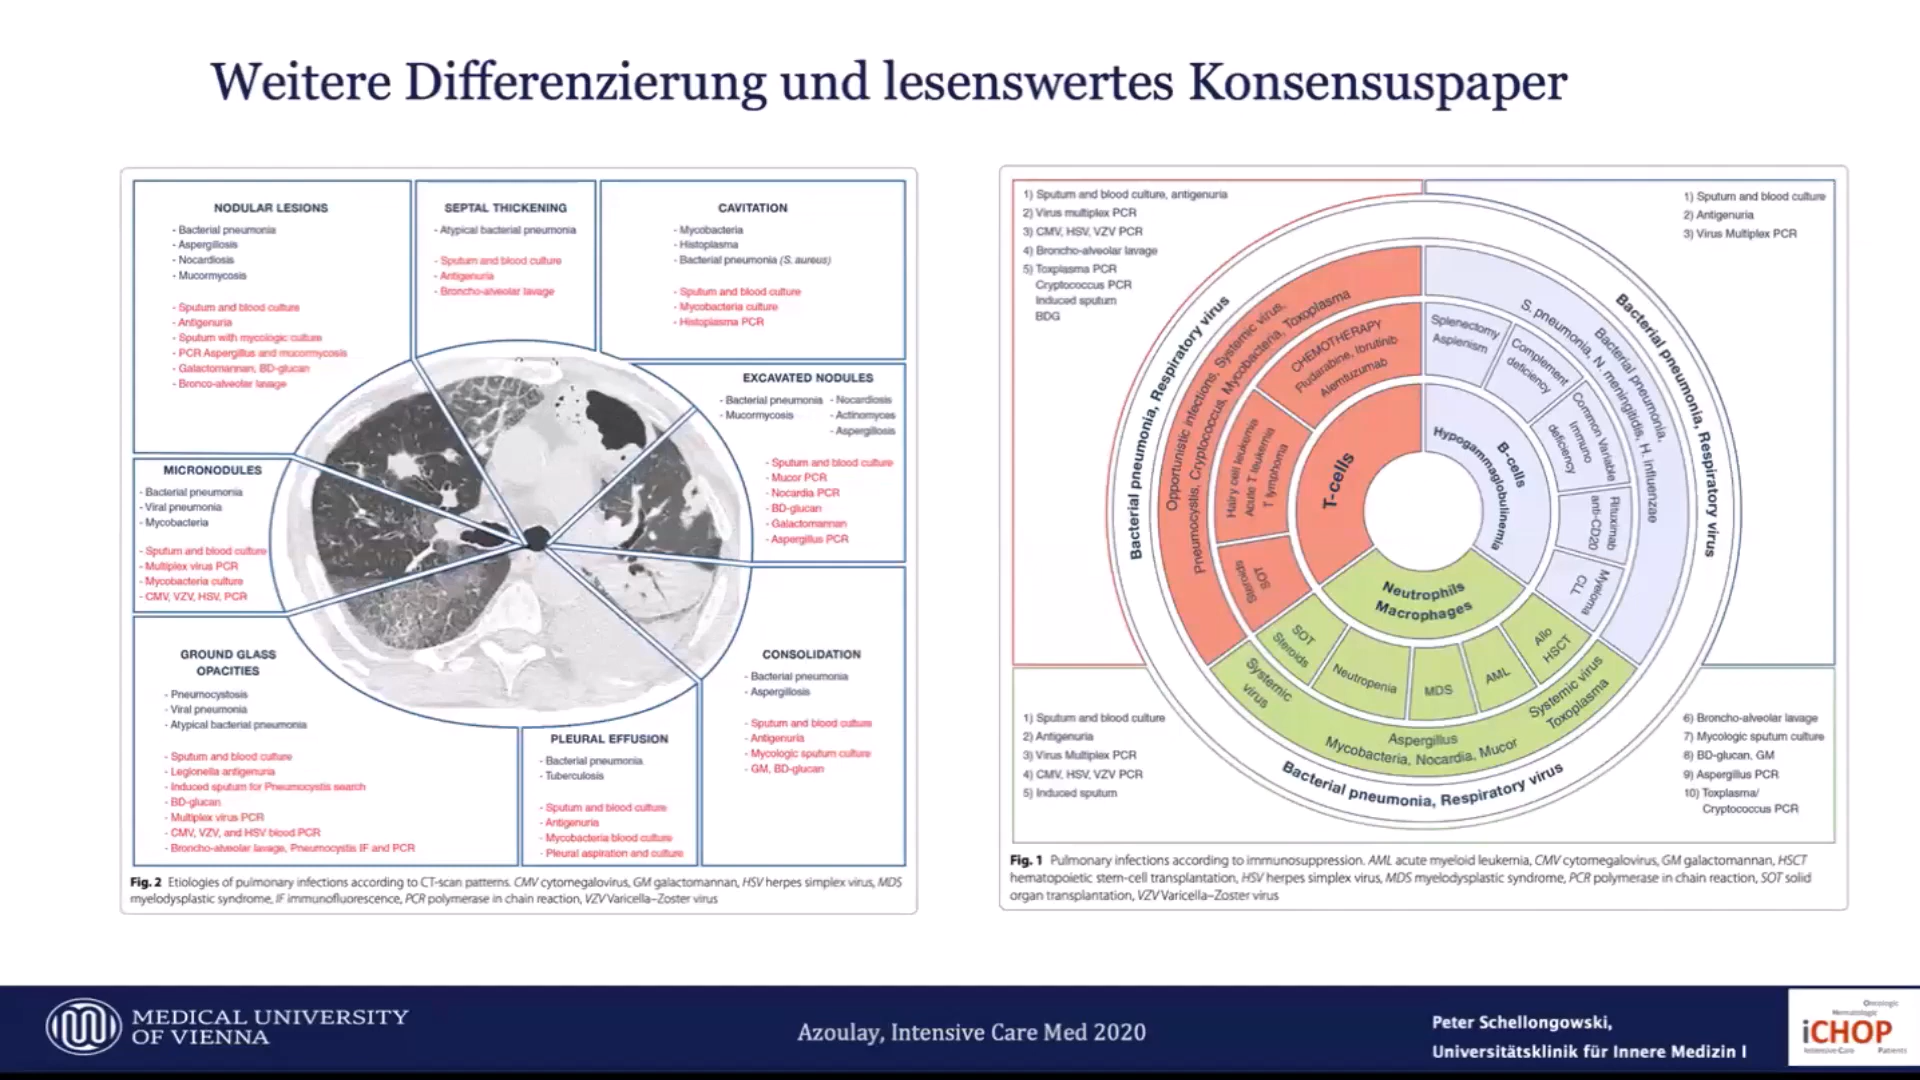 Weitere Differenzierung und lesenswertes Konsensuspaper
NODULAR LESIONS
- Bacterial pneumonia
- Aspergillosis
- Nocardiosis
- Mucormycosis
- Sputum and blood culture
- Antigenuria
- Sputum with mycologic culture
- PCR Aspergillus and mucormycosis
- Galactomannan, BD-glucan
- Bronco-alveolar lavage
SEPTAL THICKENING
- Atypical bacterial pneumonia
- Sputum and blood culture
- Antigenuria
- Broncho-alveolar lavage
CAVITATION
- Mycobacteria
- Histoplasma
- Bacterial pneumonia (S. aureus)
- Sputum and blood culture
- Mycobacteria culture
- Histoplasma PCR
EXCAVATED NODULES
- Bacterial pneumonia - Nocardiosis
- Mucormycosis - Actinomyces
- Aspergillosis
- Sputum and blood culture
- Mucor PCR
- Nocardia PCR
- BD-glucan
- Galactomannan
- Aspergillus PCR
MICRONODULES
- Bacterial pneumonia
- Viral pneumonia
- Mycobacteria
- Sputum and blood culture
- Multiplex virus PCR
- Mycobacteria culture
- CMV, VZV, HSV, PCR
GROUND GLASS
OPACITIES
- Pneumocystosis
- Viral pneumonia
- Atypical bacterial pneumonia
- Sputum and blood culture
- Legionella antigenuria
- Induced sputum for Pneumocystis search
- BD-glucan
- Multiplex virus PCR
- CMV, VZV, and HSV blood PCR
- Broncho-alveolar lavage, Pneumocystis IF and PCR
PLEURAL EFFUSION
- Bacterial pneumonia
- Tuberculosis
- Sputum and blood culture
- Antigenuria
- Mycobacteria blood culture
- Pleural aspiration and culture
CONSOLIDATION
- Bacterial pneumonia
- Aspergillosis
- Sputum and blood culture
- Antigenuria
- Mycologic sputum culture
- GM, BD-glucan
Fig. 2 Etiologies of pulmonary infections according to CT-scan patterns. CMV cytomegalovirus, GM galactomannan, HSV herpes simplex virus, MDS
myelodysplastic syndrome, IF immunofluorescence, PCR polymerase in chain reaction, VZV Varicella–Zoster virus
1) Sputum and blood culture, antigenuria
2) Virus multiplex PCR
3) CMV, HSV, VZV PCR
4) Broncho-alveolar lavage
5) Toxplasma PCR
Cryptococcus PCR
Induced sputum
BDG
1) Sputum and blood culture
2) Antigenuria
3) Virus Multiplex PCR
Bacterial pneumonia, Respiratory virus
Opportunistic infections, Systemic virus,
Pneumocystis, Cryptococcus, Mycobacteria, Toxoplasma
CHEMOTHERAPY
Fludarabine, Ibrutinib
Alemtuzumab
Hairy cell leukemia
Acute T leukemia
T lymphoma
SOT
Steroids
T-cells
Bacterial pneumonia, Respiratory virus
Bacterial pneumonia,
S. pneumonia, N. meningitidis, H. influenzae
Splenectomy
Asplenism
Complement
deficiency
Common Variable
Immuno
deficiency
Rituximab
anti-CD20
Myeloma
CLL
B-cells
Hypogammaglobulinemia
Neutrophils
Macrophages
SOT
Steroids
Neutropenia
MDS
AML
Allo
HSCT
Systemic
virus
Aspergillus
Mycobacteria, Nocardia, Mucor
Systemic virus
Toxoplasma
Bacterial pneumonia, Respiratory virus
1) Sputum and blood culture
2) Antigenuria
3) Virus Multiplex PCR
4) CMV, HSV, VZV PCR
5) Induced sputum
6) Broncho-alveolar lavage
7) Mycologic sputum culture
8) BD-glucan, GM
9) Aspergillus PCR
10) Toxplasma/
Cryptococcus PCR
Fig. 1 Pulmonary infections according to immunosuppression. AML acute myeloid leukemia, CMV cytomegalovirus, GM galactomannan, HSCT
hematopoietic stem-cell transplantation, HSV herpes simplex virus, MDS myelodysplastic syndrome, PCR polymerase in chain reaction, SOT solid
organ transplantation, VZV Varicella–Zoster virus
MEDICAL UNIVERSITY
OF VIENNA
Azoulay, Intensive Care Med 2020
Peter Schellongowski,
Universitätsklinik für Innere Medizin I
Oncologic
Hematologic
iCHOP
Intensive Care Patients